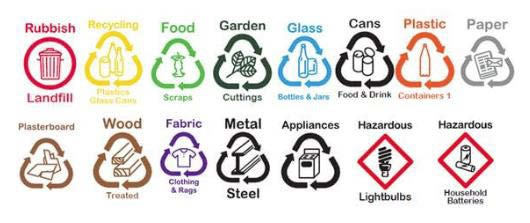 Rubbish
Landfill
Recycling
Plastics
Glass Cans
Food
Scraps
Garden
Cuttings
Glass
Bottles & Jars
Cans
Food & Drink
Plastic
Containers 1
Paper
Plasterboard
Wood
Treated
Fabric
Clothing
& Rags
Metal
Steel
Appliances
Hazardous
Lightbulbs
Hazardous
Household
Batteries